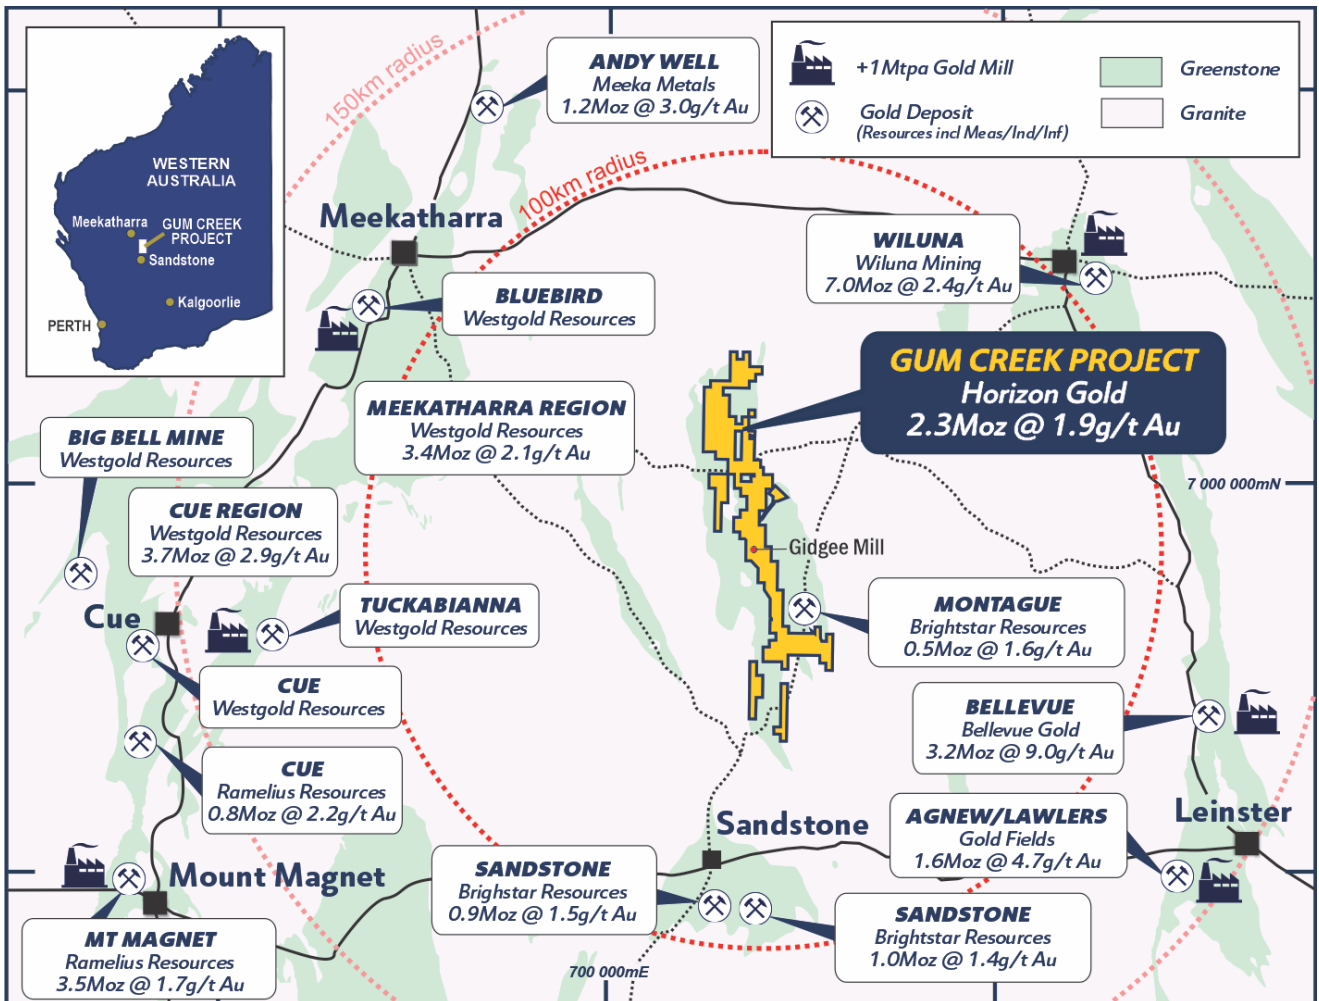 150km radius
100km radius
ANDY WELL
Meeka Metals
1.2Moz @ 3.0g/t Au
+1Mtpa Gold Mill
Gold Deposit
(Resources incl Meas/Ind/Inf)
Greenstone
Granite
WESTERN
AUSTRALIA
Meekatharra
GUM CREEK
PROJECT
Sandstone
Kalgoorlie
PERTH
Meekatharra
WILUNA
Wiluna Mining
7.0Moz @ 2.4g/t Au
BLUEBIRD
Westgold Resources
GUM CREEK PROJECT
Horizon Gold
2.3Moz @ 1.9g/t Au
MEEKATHARRA REGION
Westgold Resources
3.4Moz @ 2.1g/t Au
BIG BELL MINE
Westgold Resources
7 000 000mN
CUE REGION
Westgold Resources
3.7Moz @ 2.9g/t Au
Gidgee Mill
Cue
TUCKABIANNA
Westgold Resources
MONTAGUE
Brightstar Resources
0.5Moz @ 1.6g/t Au
CUE
Westgold Resources
BELLEVUE
Bellevue Gold
3.2Moz @ 9.0g/t Au
CUE
Ramelius Resources
0.8Moz @ 2.2g/t Au
Sandstone
AGNEW/LAWLERS
Gold Fields
1.6Moz @ 4.7g/t Au
Leinster
Mount Magnet
SANDSTONE
Brighstar Resources
0.9Moz @ 1.5g/t Au
SANDSTONE
Brightstar Resources
1.0Moz @ 1.4g/t Au
MT MAGNET
Ramelius Resources
3.5Moz @ 1.7g/t Au
700 000mE